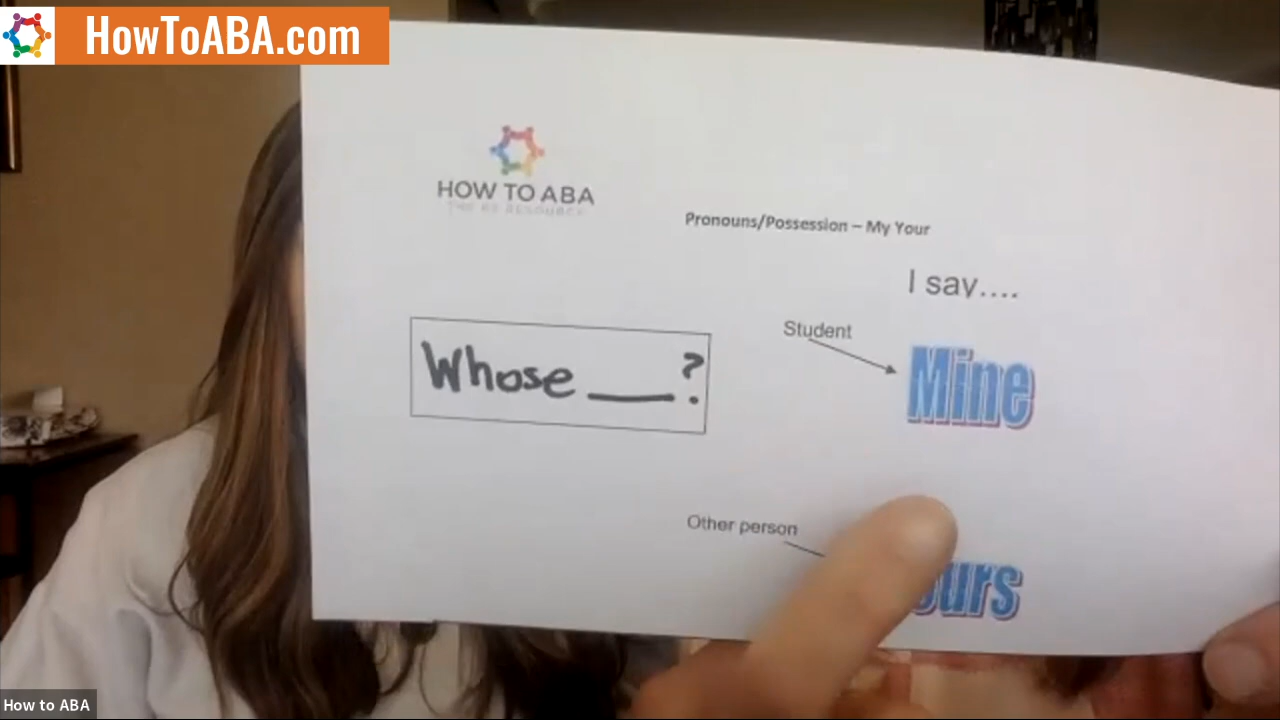 HowToABA.com
HOW TO ABA
Pronouns/Possession – My Your
I say....
Student
Mine
Whose ___?
Other person
ours
How to ABA